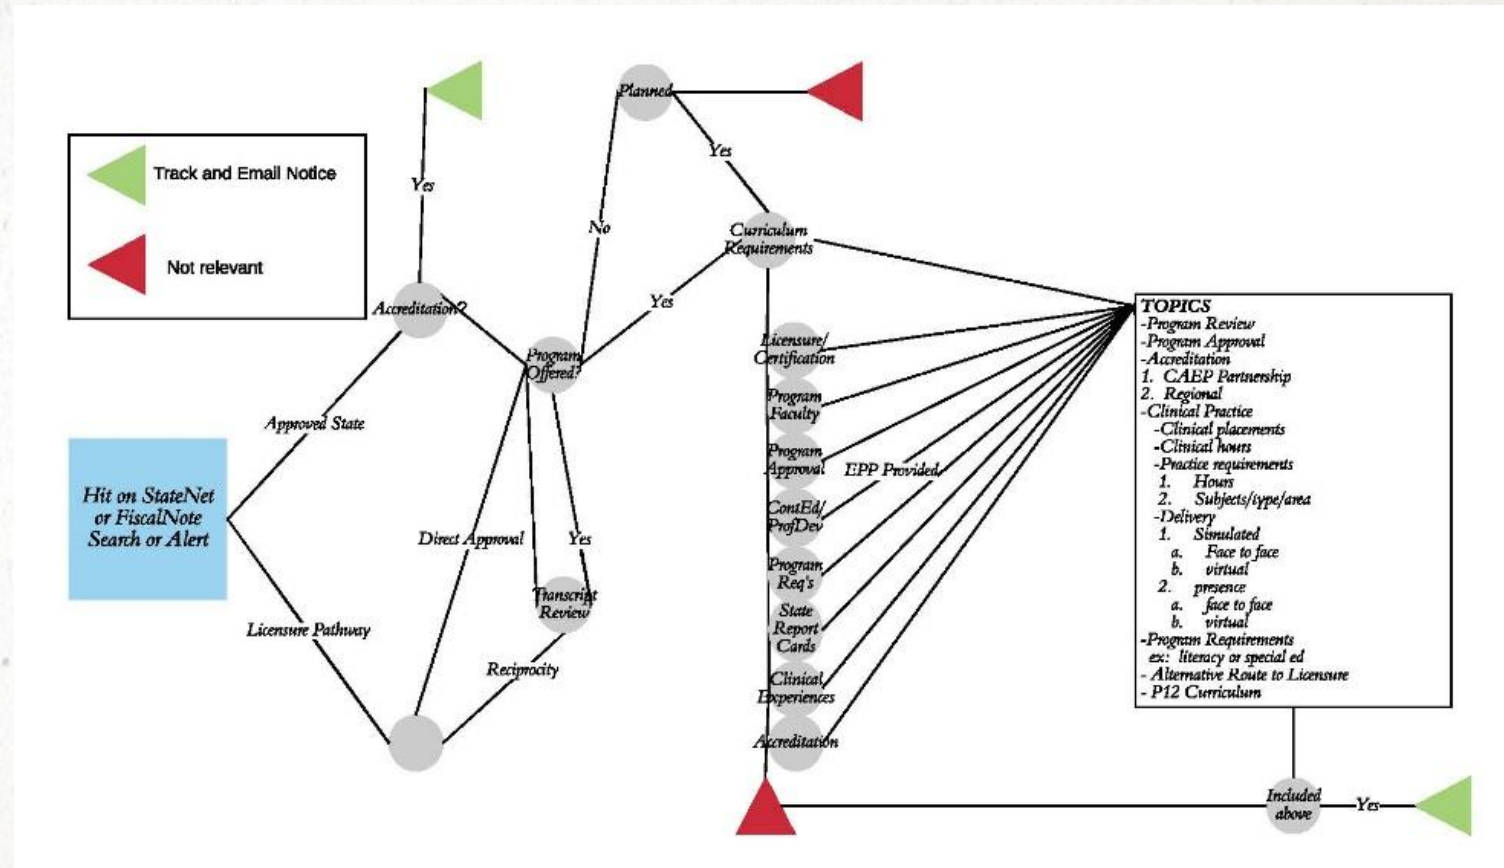 Track and Email Notice
Not relevant
Planned
Yes
Yes
No
Curriculum
Requirements
Accreditation?
Yes
Program
Offered?
Approved State
Hit on StateNet
or FiscalNote
Search or Alert
Direct Approval
Yes
Transcript
Review
Licensure Pathway
Reciprocity
Licensure/
Certification
Program
Faculty
Program
Approval
EPP Provided
ContEd/
ProfDev
Program
Req's
State
Report
Cards
Clinical
Experiences
Accreditation
TOPICS
-Program Review
-Program Approval
-Accreditation
1. CAEP Partnership
2. Regional
-Clinical Practice
-Clinical placements
-Clinical hours
-Practice requirements
1. Hours
2. Subjects/type/area
-Delivery
1. Simulated
a. Face to face
b. virtual
2. presence
a. face to face
b. virtual
-Program Requirements
ex: literacy or special ed
- Alternative Route to Licensure
- P12 Curriculum
Included
above
Yes